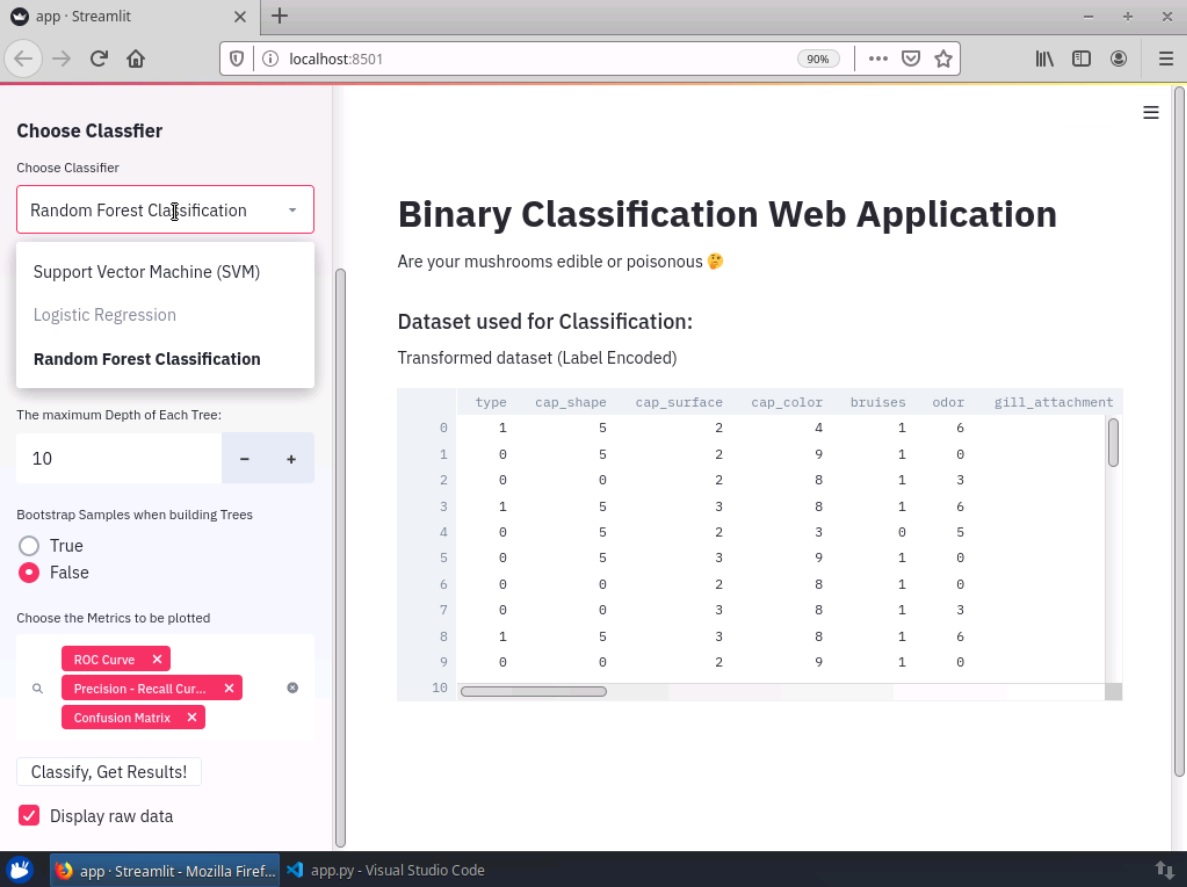 app · Streamlit
localhost:8501
90%
Choose Classfier
Choose Classifier
Random Forest Classification
Support Vector Machine (SVM)
Logistic Regression
Random Forest Classification
The maximum Depth of Each Tree:
10 - +
Bootstrap Samples when building Trees
True
False
Choose the Metrics to be plotted
ROC Curve
Precision - Recall Cur...
Confusion Matrix
Classify, Get Results!
Display raw data
Binary Classification Web Application
Are your mushrooms edible or poisonous 🤔
Dataset used for Classification:
Transformed dataset (Label Encoded)
type cap_shape cap_surface cap_color bruises odor gill_attachment
0 1 5 2 4 1 6
1 0 5 2 9 1 0
2 0 0 2 8 1 3
3 1 5 3 8 1 6
4 0 5 2 3 0 5
5 0 5 3 9 1 0
6 0 0 2 8 1 0
7 0 0 3 8 1 3
8 1 5 3 8 1 6
9 0 0 2 9 1 0
10
app · Streamlit - Mozilla Firef...
app.py - Visual Studio Code